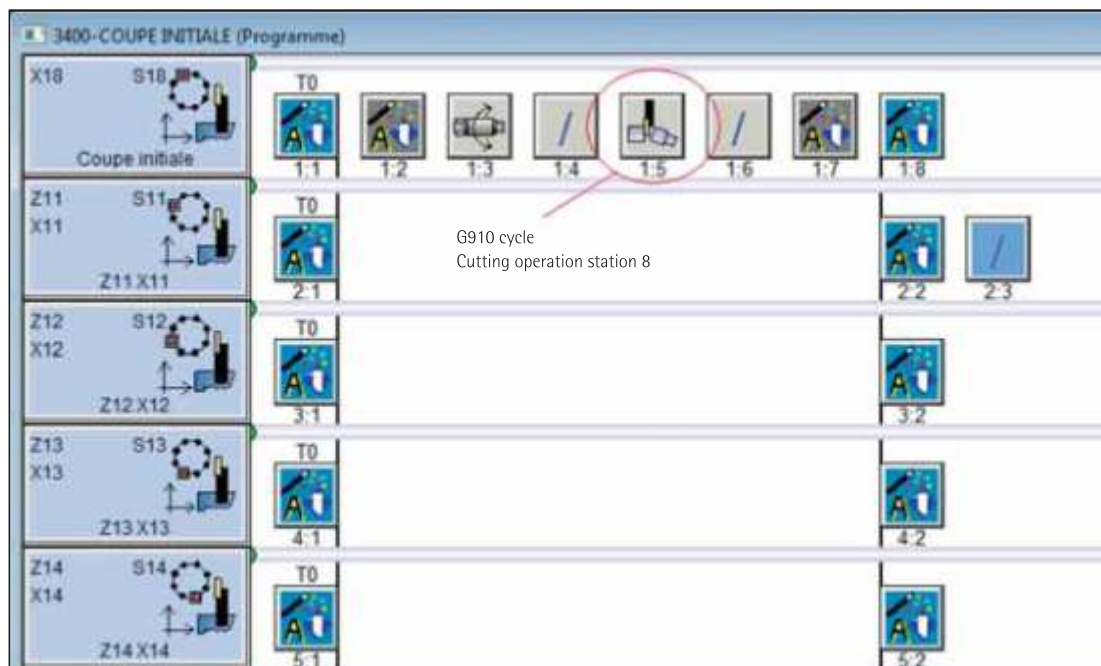 3400-COUPE INITIALE (Programme)
X18 S18
Coupe initiale
T0
1:1 1:2 1:3 1:4 1:5 1:6 1:7 1:8
G910 cycle
Cutting operation station 8
Z11 S11
X11
Z11 X11
T0
2:1 2:2 2:3
Z12 S12
X12
Z12 X12
T0
3:1 3:2
Z13 S13
X13
Z13 X13
T0
4:1 4:2
Z14 S14
X14
Z14 X14
T0
5:1 5:2